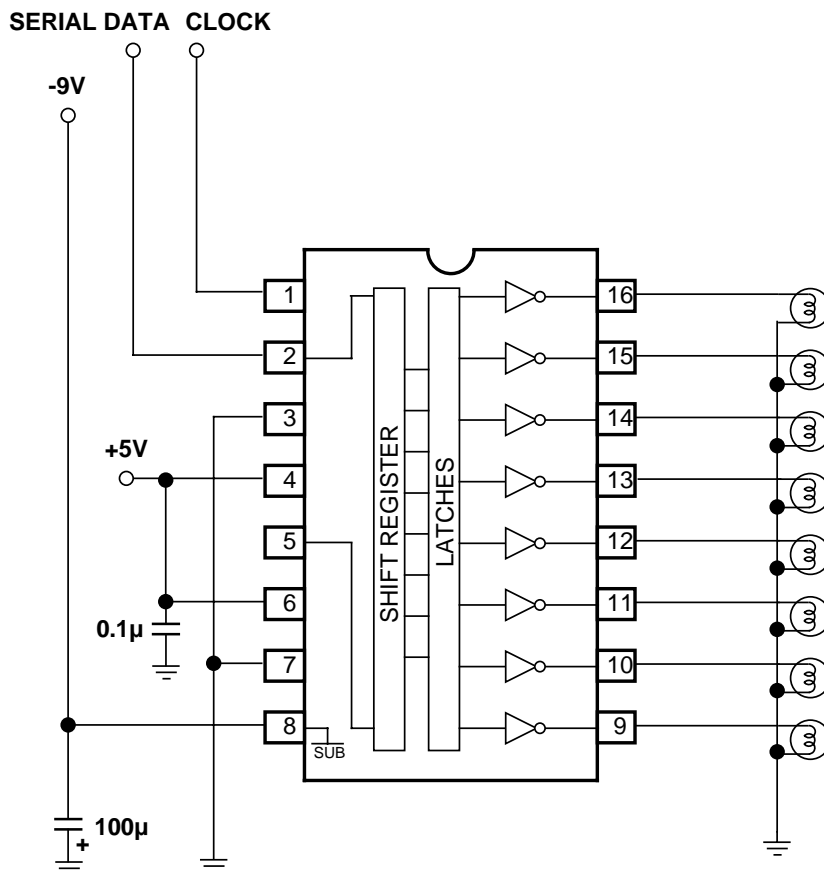 SERIAL DATA CLOCK
-9V
1 16
2 15
3 14
+5V
4 13
5 12
6 11
0.1µ
7 10
8 9
SUB
100µ
+
SHIFT REGISTER
LATCHES